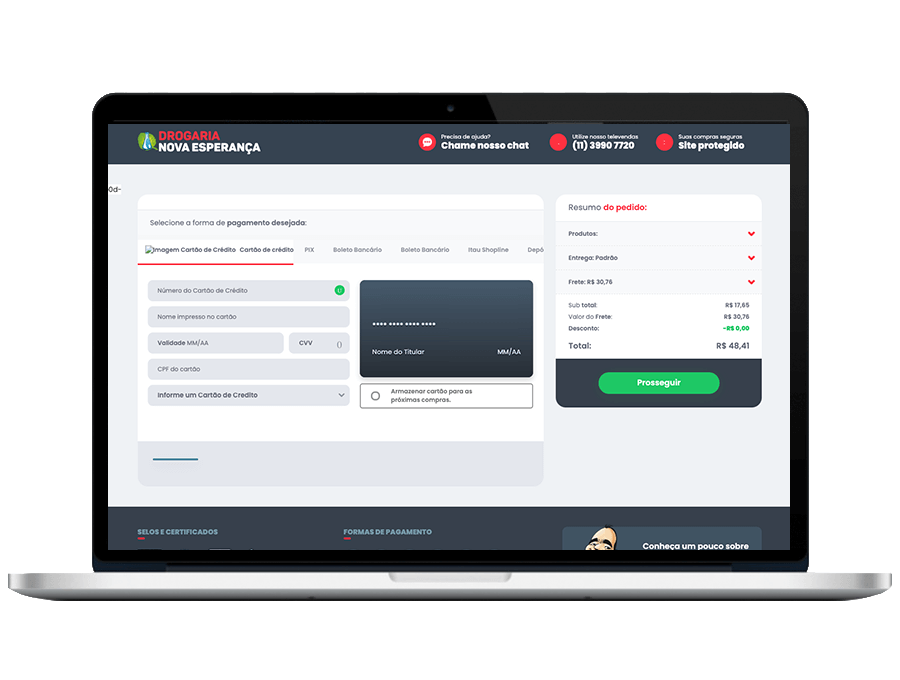 DROGARIA
NOVA ESPERANÇA
Precisa de ajuda?
Chame nosso chat
Utilize nosso televendas
(11) 3990 7720
Suas compras seguras
Site protegido
0d-
Selecione a forma de pagamento desejada:
Imagem Cartão de Crédito Cartão de crédito PIX Boleto Bancário Boleto Bancário Itau Shopline Depó
Número do Cartão de Crédito
Nome impresso no cartão
Validade MM/AA CVV ()
CPF do cartão
Informe um Cartão de Credito
•••• •••• •••• ••••
Nome do Titular MM/AA
Armazenar cartão para as
próximas compras.
Resumo do pedido:
Produtos:
Entrega: Padrão
Frete: R$ 30,76
Sub total: R$ 17,65
Valor do Frete: R$ 30,76
Desconto: -R$ 0,00
Total: R$ 48,41
Prosseguir
SELOS E CERTIFICADOS
FORMAS DE PAGAMENTO
Conheça um pouco sobre